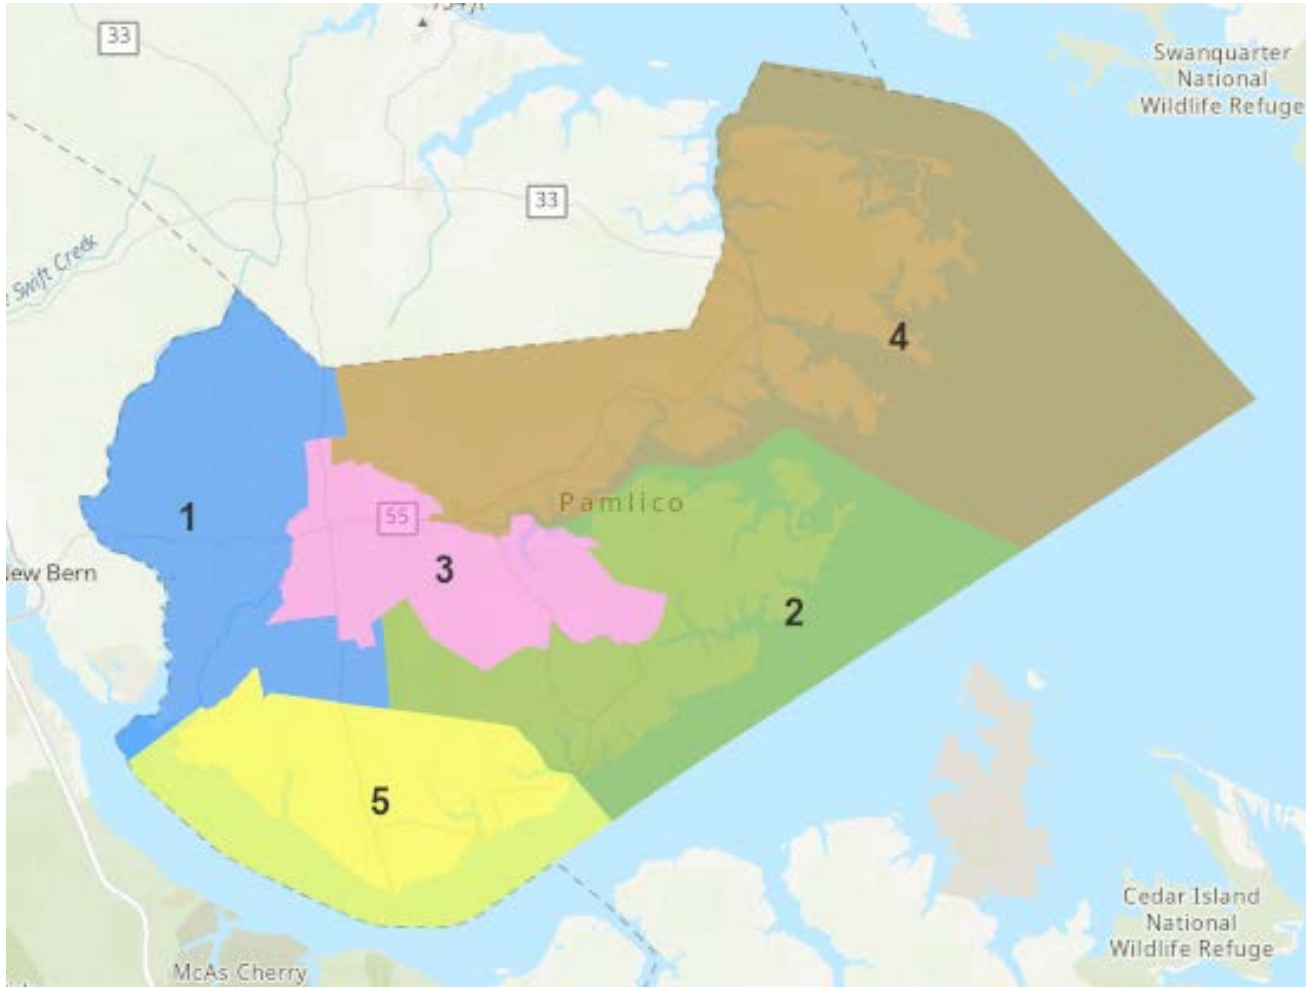 33
Swanquarter
National
Wildlife Refuge
33
Swift Creek
4
Pamlico
1
55
3
New Bern
2
5
Cedar Island
National
Wildlife Refuge
McAs Cherry